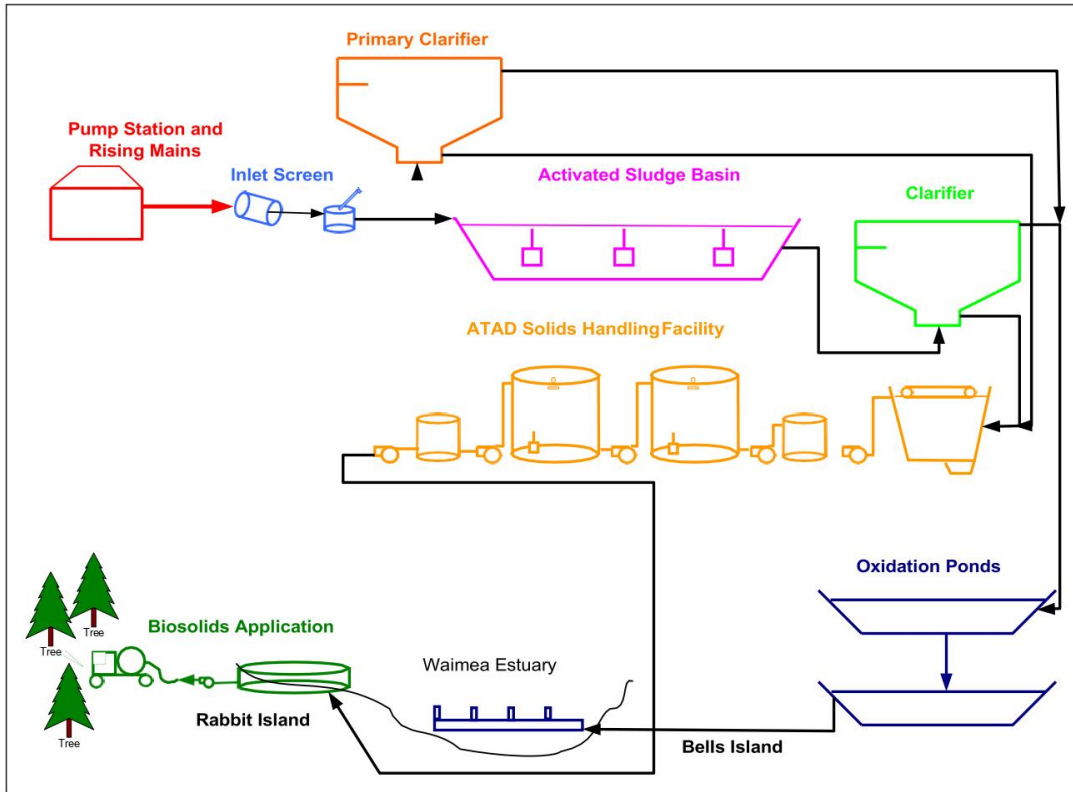 Primary Clarifier
Pump Station and
Rising Mains
Inlet Screen
Activated Sludge Basin
Clarifier
ATAD Solids Handling Facility
Oxidation Ponds
Tree
Tree
Biosolids Application
Waimea Estuary
Rabbit Island
Tree
Bells Island